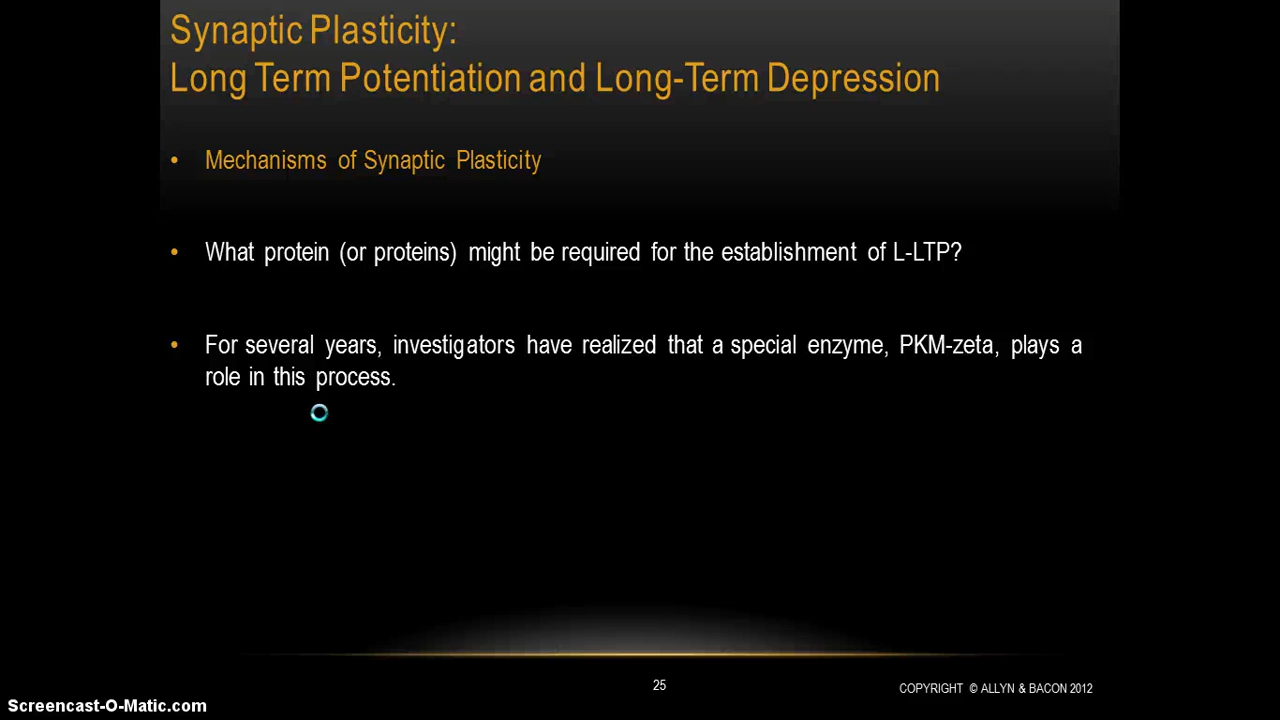 Synaptic Plasticity:
Long Term Potentiation and Long-Term Depression
• Mechanisms of Synaptic Plasticity
• What protein (or proteins) might be required for the establishment of L-LTP?
• For several years, investigators have realized that a special enzyme, PKM-zeta, plays a
role in this process.
25
COPYRIGHT © ALLYN & BACON 2012
Screencast-O-Matic.com